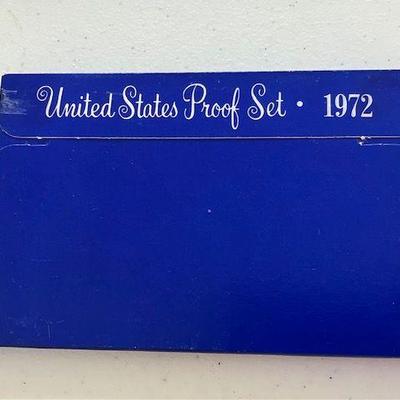 United States Proof Set • 1972